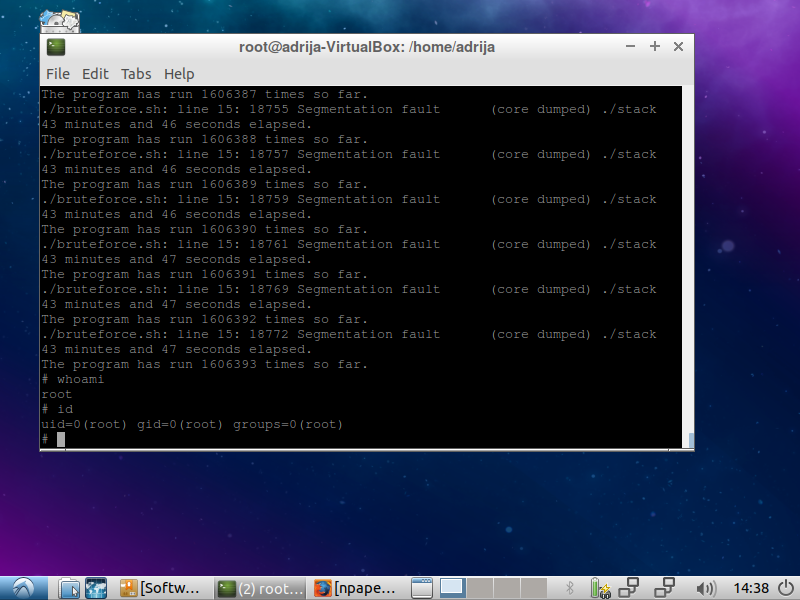 root@adrija-VirtualBox: /home/adrija
File Edit Tabs Help
The program has run 1606387 times so far.
./bruteforce.sh: line 15: 18755 Segmentation fault      (core dumped) ./stack
43 minutes and 46 seconds elapsed.
The program has run 1606388 times so far.
./bruteforce.sh: line 15: 18757 Segmentation fault      (core dumped) ./stack
43 minutes and 46 seconds elapsed.
The program has run 1606389 times so far.
./bruteforce.sh: line 15: 18759 Segmentation fault      (core dumped) ./stack
43 minutes and 46 seconds elapsed.
The program has run 1606390 times so far.
./bruteforce.sh: line 15: 18761 Segmentation fault      (core dumped) ./stack
43 minutes and 47 seconds elapsed.
The program has run 1606391 times so far.
./bruteforce.sh: line 15: 18769 Segmentation fault      (core dumped) ./stack
43 minutes and 47 seconds elapsed.
The program has run 1606392 times so far.
./bruteforce.sh: line 15: 18772 Segmentation fault      (core dumped) ./stack
43 minutes and 47 seconds elapsed.
The program has run 1606393 times so far.
# whoami
root
# id
uid=0(root) gid=0(root) groups=0(root)
#
[Softw... (2) root... [npape... 14:38